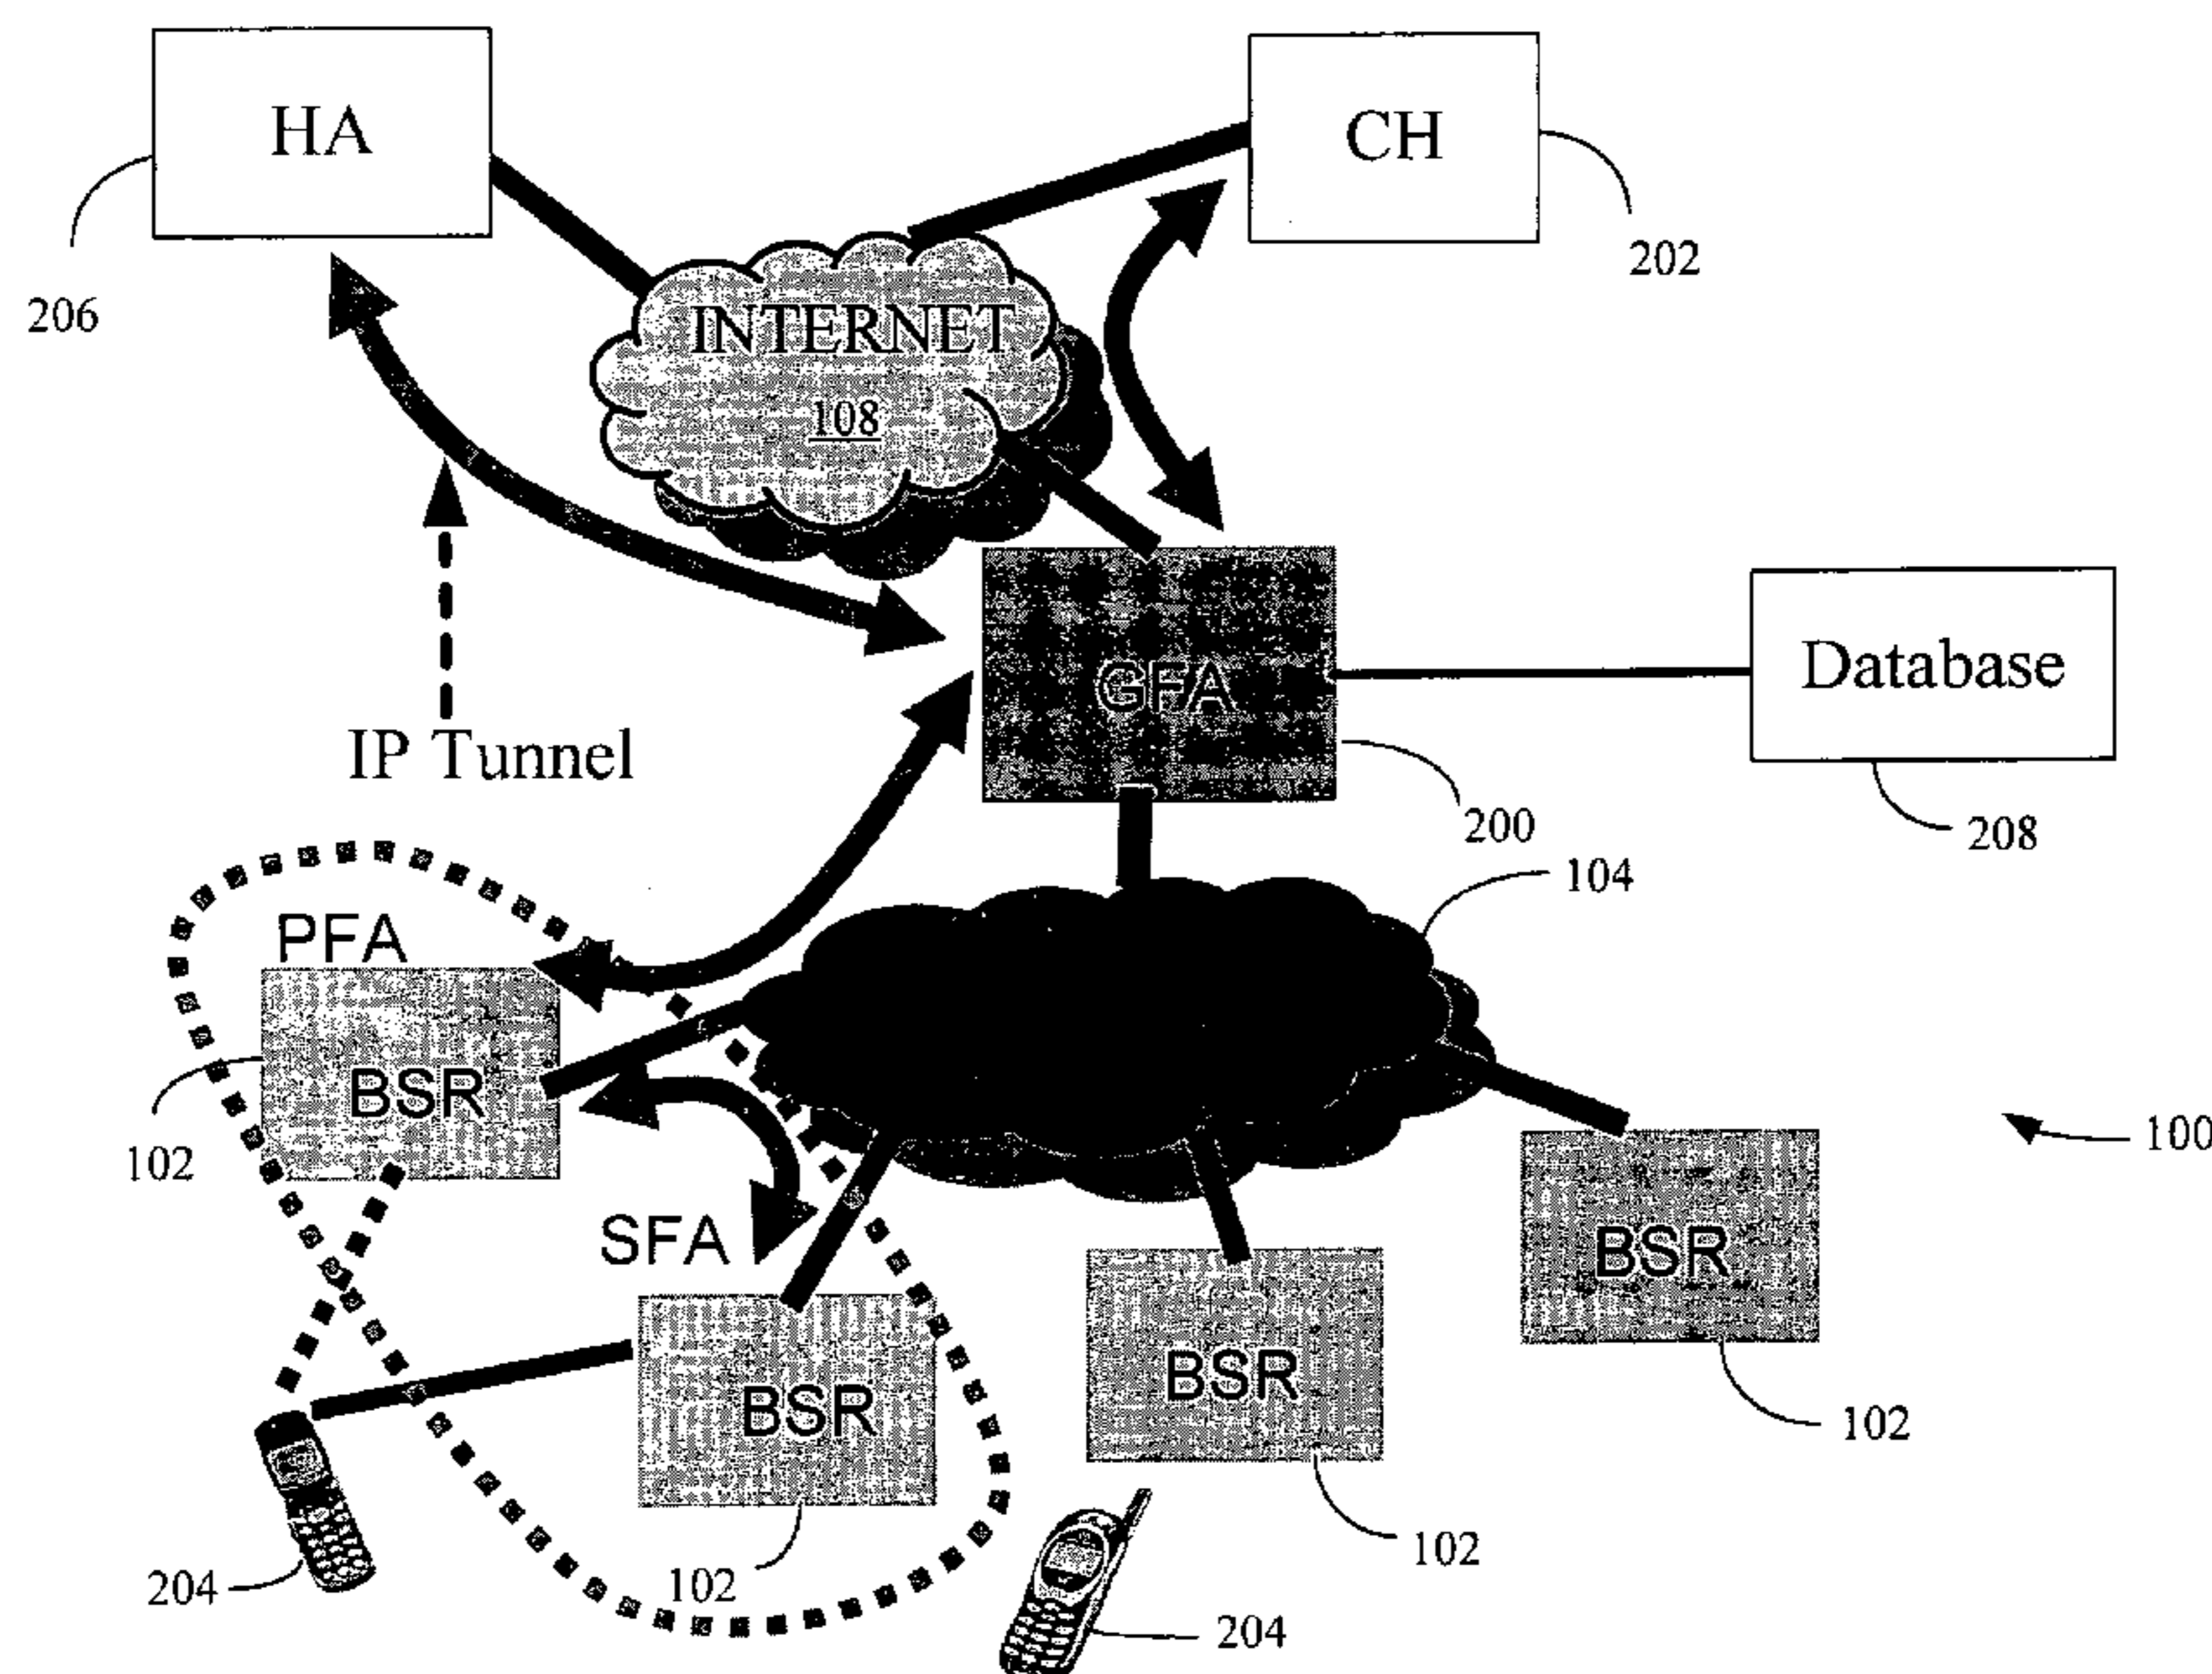 HA
CH
202
206
INTERNET
108
GFA
Database
IP Tunnel
200
208
104
PFA
BSR
102
100
SFA
BSR
BSR
BSR
102
102
102
204
204